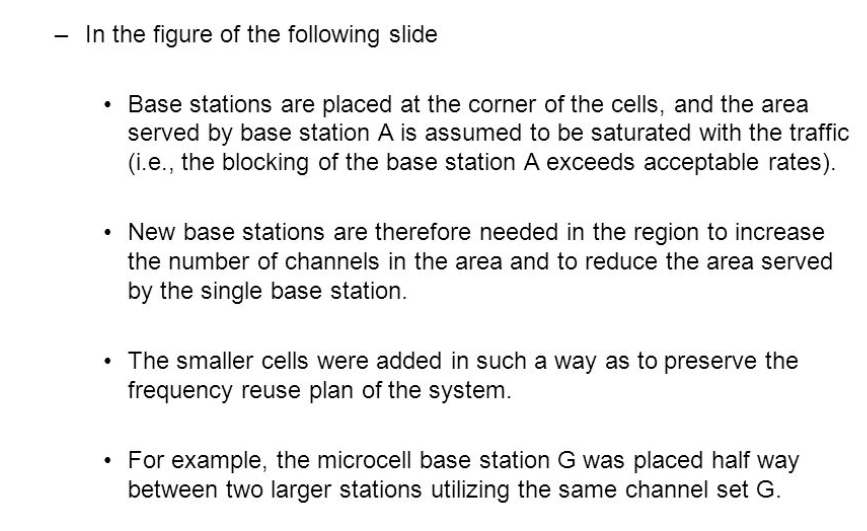 – In the figure of the following slide
• Base stations are placed at the corner of the cells, and the area
served by base station A is assumed to be saturated with the traffic
(i.e., the blocking of the base station A exceeds acceptable rates).
• New base stations are therefore needed in the region to increase
the number of channels in the area and to reduce the area served
by the single base station.
• The smaller cells were added in such a way as to preserve the
frequency reuse plan of the system.
• For example, the microcell base station G was placed half way
between two larger stations utilizing the same channel set G.